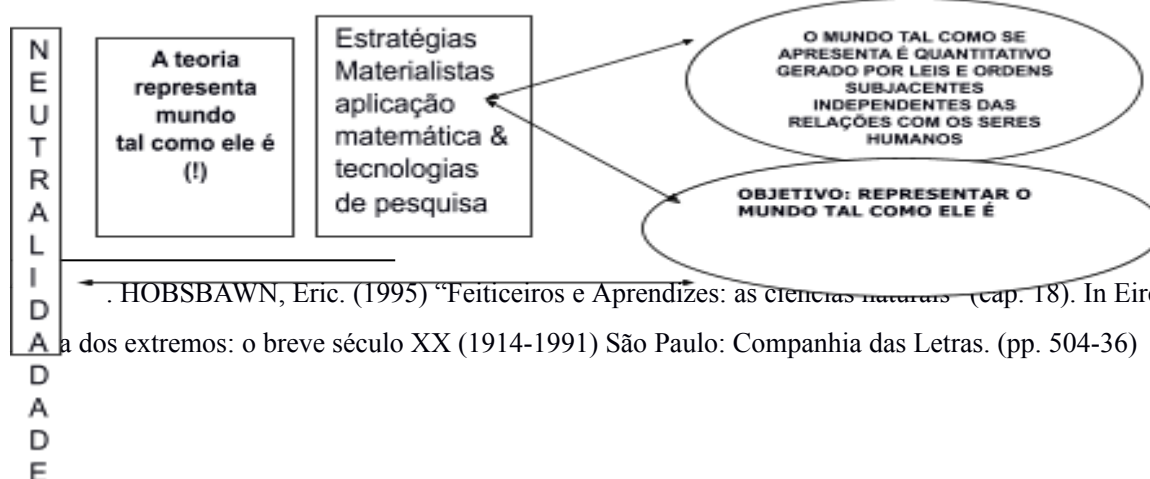 NEUTRALIDADADE
A teoria
representa
mundo
tal como ele é
(!)
Estratégias
Materialistas
aplicação
matemática &
tecnologias
de pesquisa
O MUNDO TAL COMO SE
APRESENTA É QUANTITATIVO
GERADO POR LEIS E ORDENS
SUBJACENTES
INDEPENDENTES DAS
RELAÇÕES COM OS SERES
HUMANOS
OBJETIVO: REPRESENTAR O
MUNDO TAL COMO ELE É
. HOBSBAWN, Eric. (1995) “Feiticeiros e Aprendizes: as ciências naturais” (cap. 18). In
a dos extremos: o breve século XX (1914-1991) São Paulo: Companhia das Letras. (pp. 504-36)